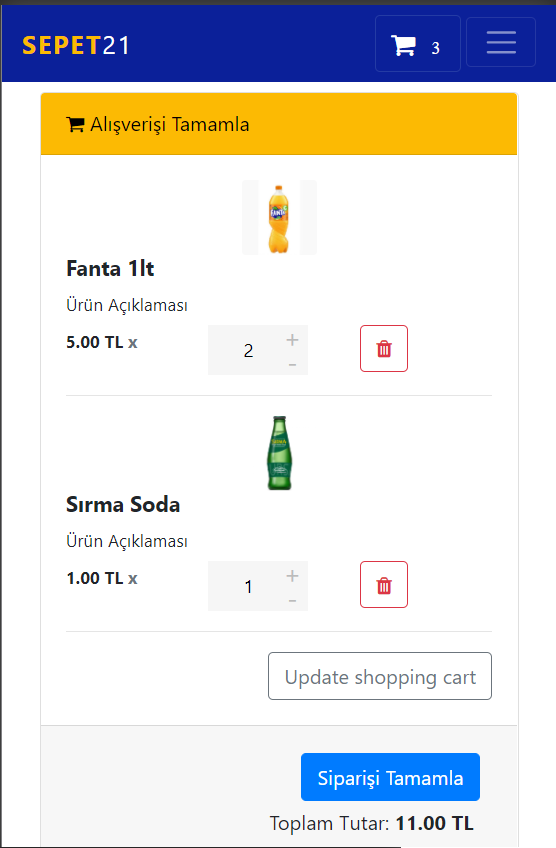 SEPET21
3
Alışverişi Tamamla
FANTA
Fanta 1lt
Ürün Açıklaması
5.00 TL x
2
+
-
Sırma Soda
Ürün Açıklaması
1.00 TL x
1
+
-
Update shopping cart
Siparişi Tamamla
Toplam Tutar: 11.00 TL